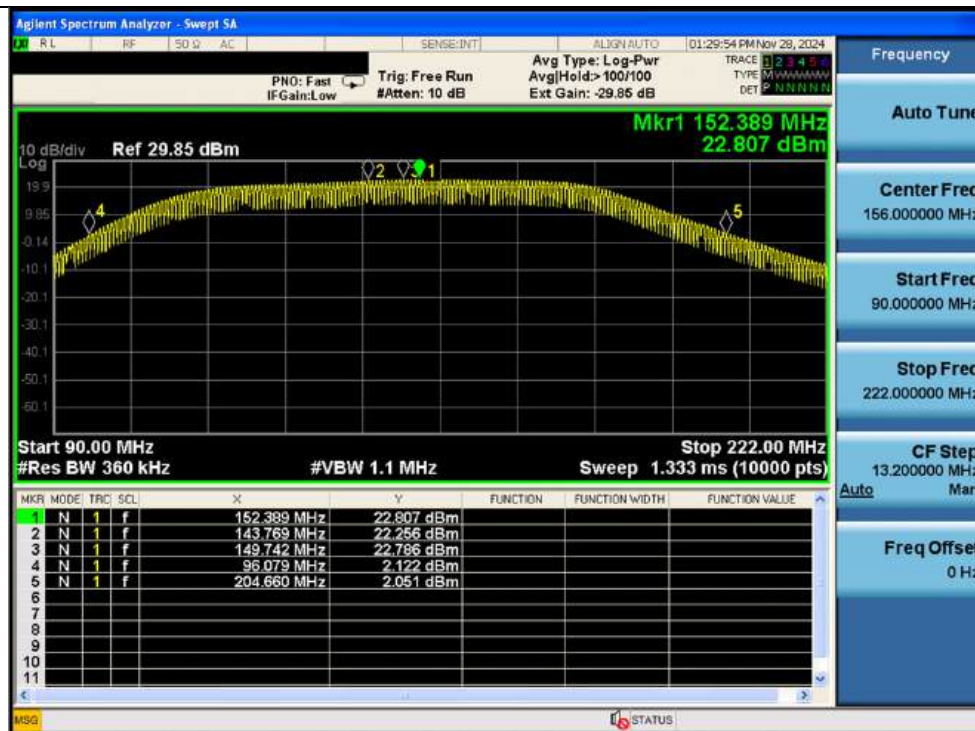 Agilent Spectrum Analyzer - Swept SA
RL RF 50 Ω AC SENSE:INT ALIGN AUTO 01:29:54 PM Nov 28, 2024
Frequency
PNO: Fast Trig: Free Run Avg Type: Log-Pwr TRACE 1 2 3 4 5 6
IFGain:Low #Atten: 10 dB Avg|Hold:> 100/100 TYPE M
Ext Gain: -29.85 dB DET P N N N N N
Auto Tune
Mkr1 152.389 MHz
22.807 dBm
10 dB/div Ref 29.85 dBm
Log
19.9
9.85
-0.14
-10.1
-20.1
-30.1
-40.1
-50.1
-60.1
4
2
3
1
5
Center Freq
156.000000 MHz
Start Freq
90.000000 MHz
Stop Freq
222.000000 MHz
Start 90.00 MHz Stop 222.00 MHz
#Res BW 360 kHz #VBW 1.1 MHz Sweep 1.333 ms (10000 pts)
CF Step
13.200000 MHz
Auto Man
MKR MODE TRC SCL X Y FUNCTION FUNCTION WIDTH FUNCTION VALUE
1 N 1 f 152.389 MHz 22.807 dBm
2 N 1 f 143.769 MHz 22.256 dBm
3 N 1 f 149.742 MHz 22.786 dBm
4 N 1 f 96.079 MHz 2.122 dBm
5 N 1 f 204.660 MHz 2.051 dBm
6
7
8
9
10
11
Freq Offset
0 Hz
MSG STATUS